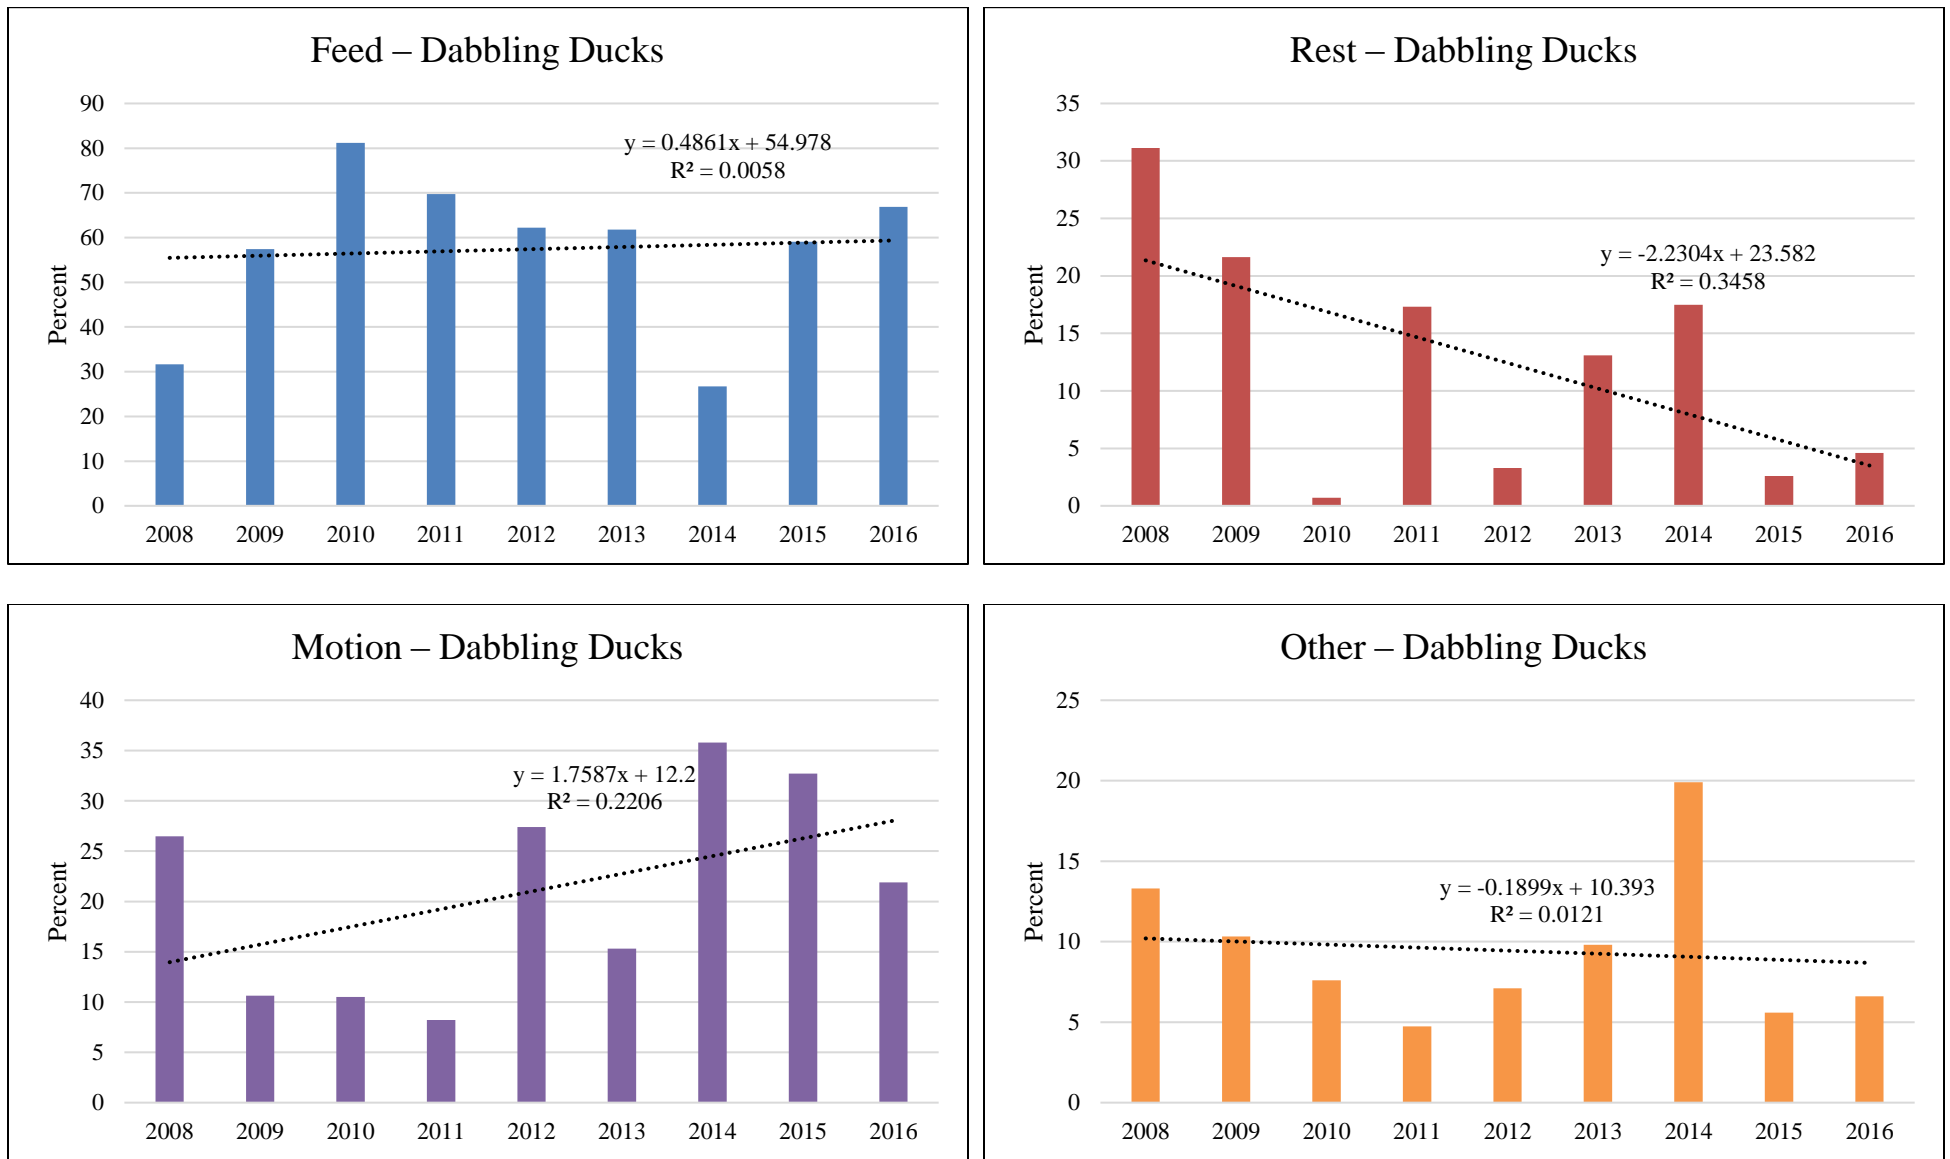 Feed – Dabbling Ducks
90
80
70
60
50
40
30
20
10
0
Percent
y = 0.4861x + 54.978
R² = 0.0058
2008 2009 2010 2011 2012 2013 2014 2015 2016
Rest – Dabbling Ducks
35
30
25
20
15
10
5
0
Percent
y = -2.2304x + 23.582
R² = 0.3458
2008 2009 2010 2011 2012 2013 2014 2015 2016
Motion – Dabbling Ducks
40
35
30
25
20
15
10
5
0
Percent
y = 1.7587x + 12.2
R² = 0.2206
2008 2009 2010 2011 2012 2013 2014 2015 2016
Other – Dabbling Ducks
25
20
15
10
5
0
Percent
y = -0.1899x + 10.393
R² = 0.0121
2008 2009 2010 2011 2012 2013 2014 2015 2016